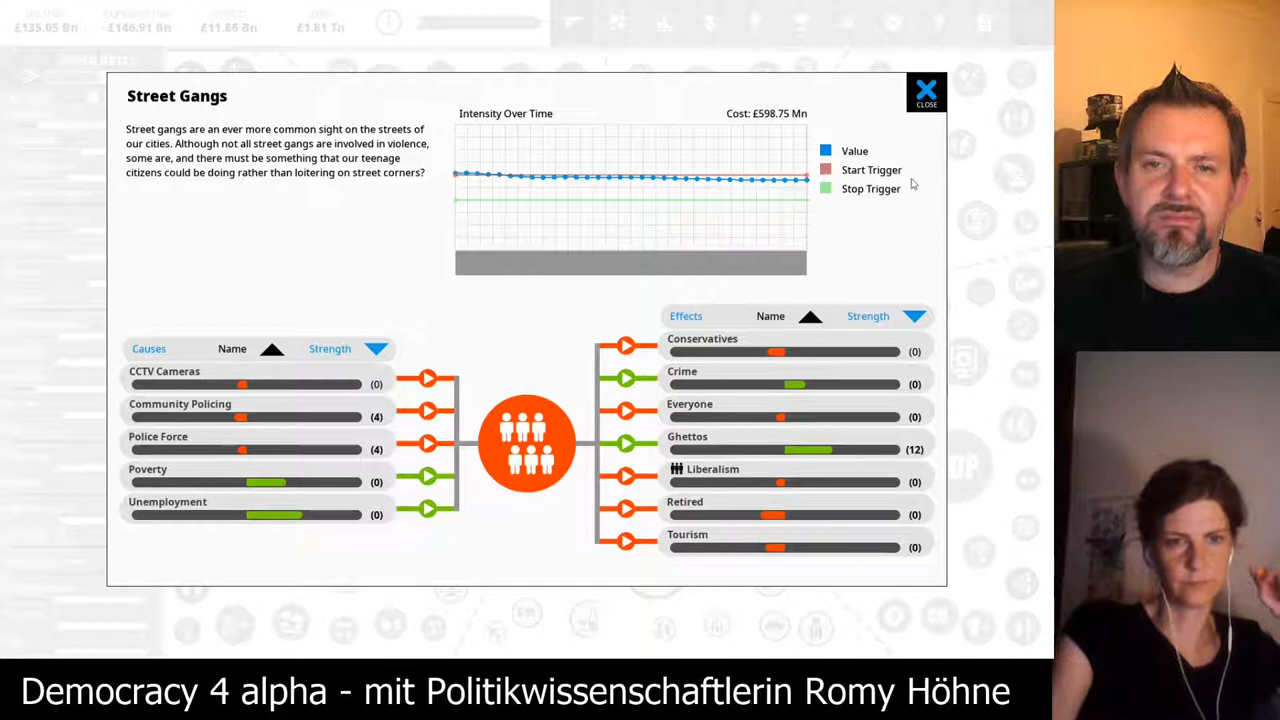 £135.05 Bn
-£146.91 Bn
£11.86 Bn
£1.81 Tn
Street Gangs
CLOSE
Street gangs are an ever more common sight on the streets of
our cities. Although not all street gangs are involved in violence,
some are, and there must be something that our teenage
citizens could be doing rather than loitering on street corners?
Intensity Over Time
Cost: £598.75 Mn
Value
Start Trigger
Stop Trigger
Causes Name Strength
CCTV Cameras
(0)
Community Policing
(4)
Police Force
(4)
Poverty
(0)
Unemployment
(0)
Effects Name Strength
Conservatives
(0)
Crime
(0)
Everyone
(0)
Ghettos
(12)
Liberalism
(0)
Retired
(0)
Tourism
(0)
Democracy 4 alpha - mit Politikwissenschaftlerin Romy Höhne